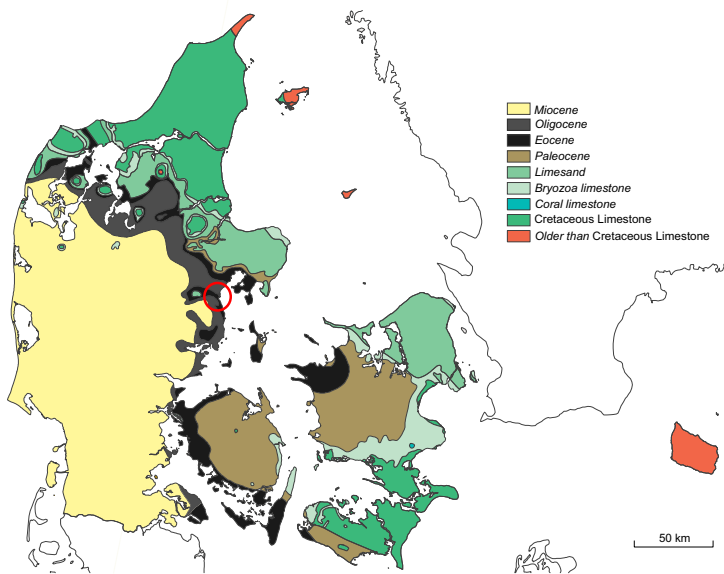 Miocene
Oligocene
Eocene
Paleocene
Limesand
Bryozoa limestone
Coral limestone
Cretaceous Limestone
Older than Cretaceous Limestone
50 km